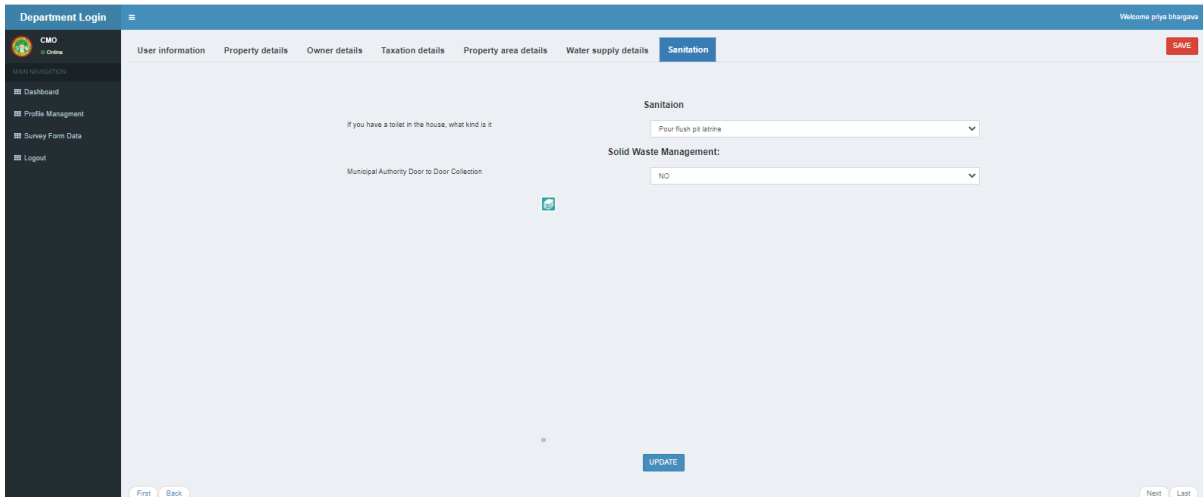 Department Login
Welcome priya bhargava
CMO
Online
MAIN NAVIGATION
Dashboard
Profile Managment
Survey Form Data
Logout
User information Property details Owner details Taxation details Property area details Water supply details Sanitation
SAVE
Sanitaion
If you have a toilet in the house, what kind is it Pour flush pit latrine
Solid Waste Management:
Municipal Authority Door to Door Collection NO
UPDATE
First Back Next Last